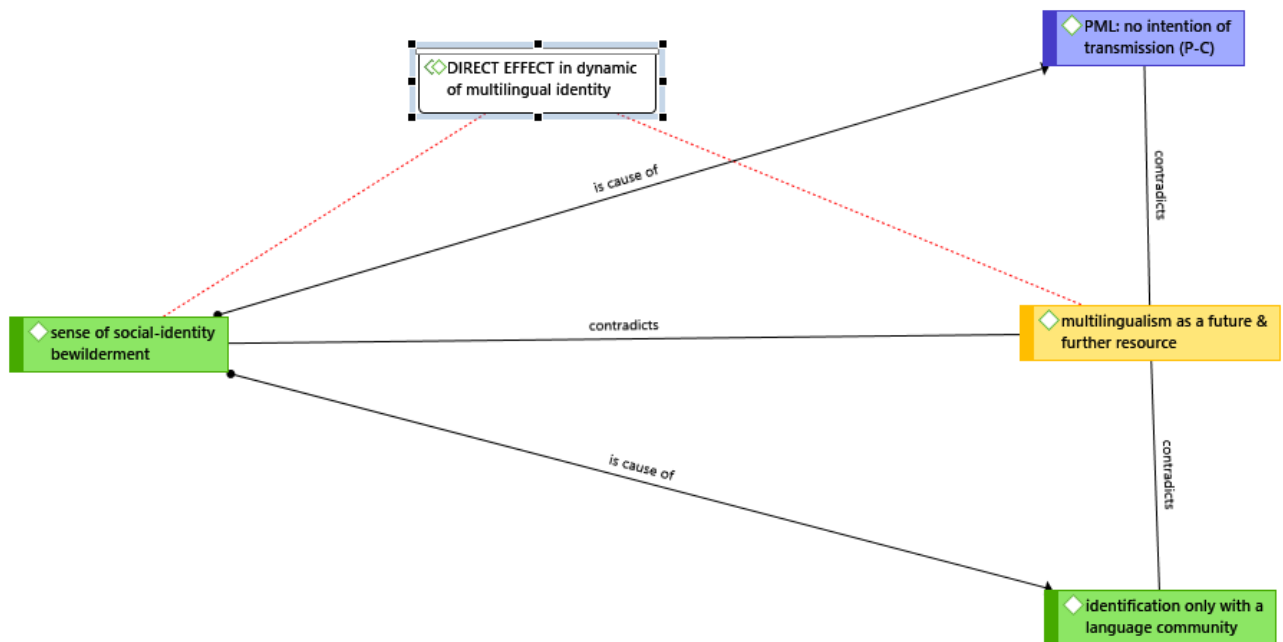 PML: no intention of
transmission (P-C)
DIRECT EFFECT in dynamic
of multilingual identity
is cause of
contradicts
sense of social-identity
bewilderment
contradicts
multilingualism as a future &
further resource
is cause of
contradicts
identification only with a
language community